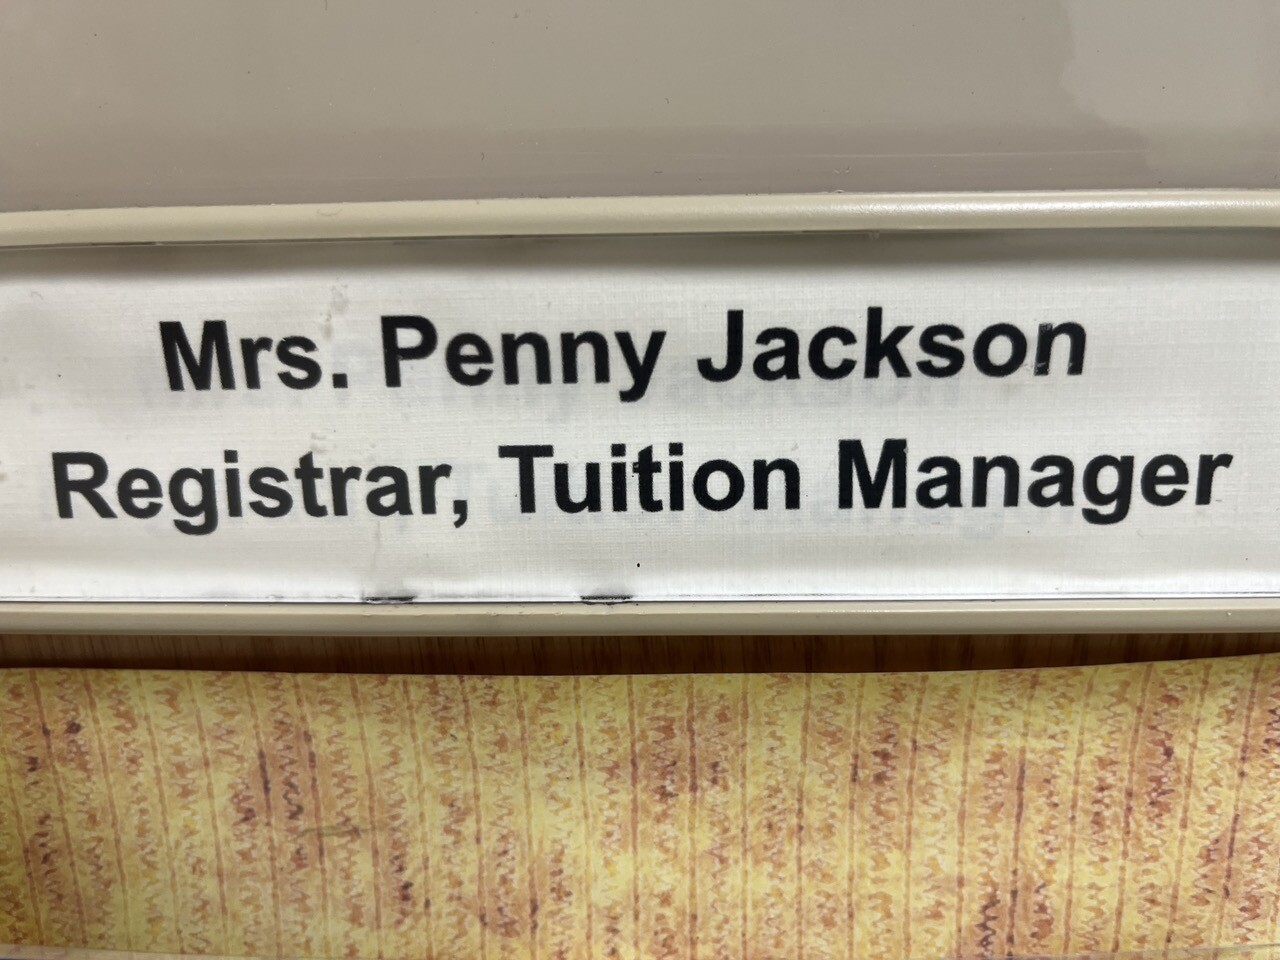 Mrs. Penny Jackson
Registrar, Tuition Manager